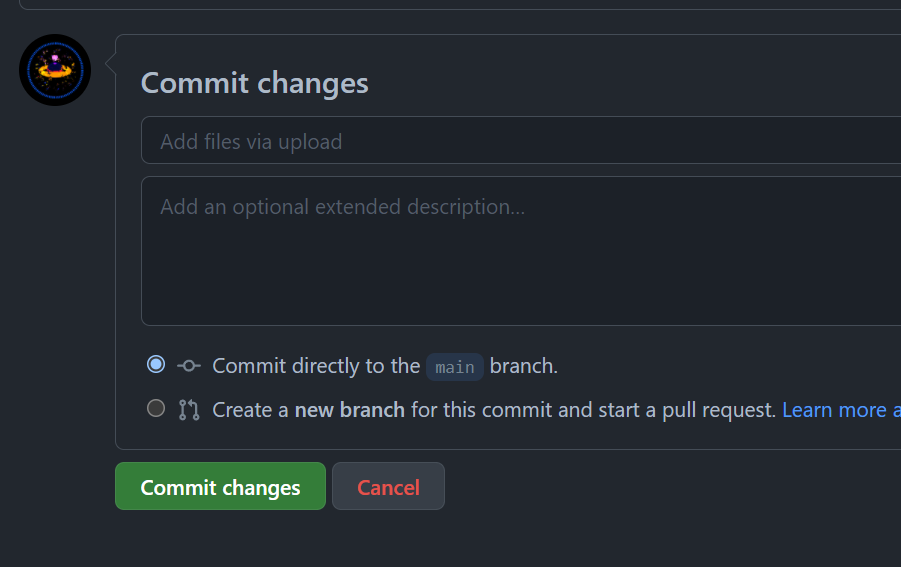 Commit changes
Add files via upload
Add an optional extended description...
Commit directly to the main branch.
Create a new branch for this commit and start a pull request. Learn more a
Commit changes
Cancel